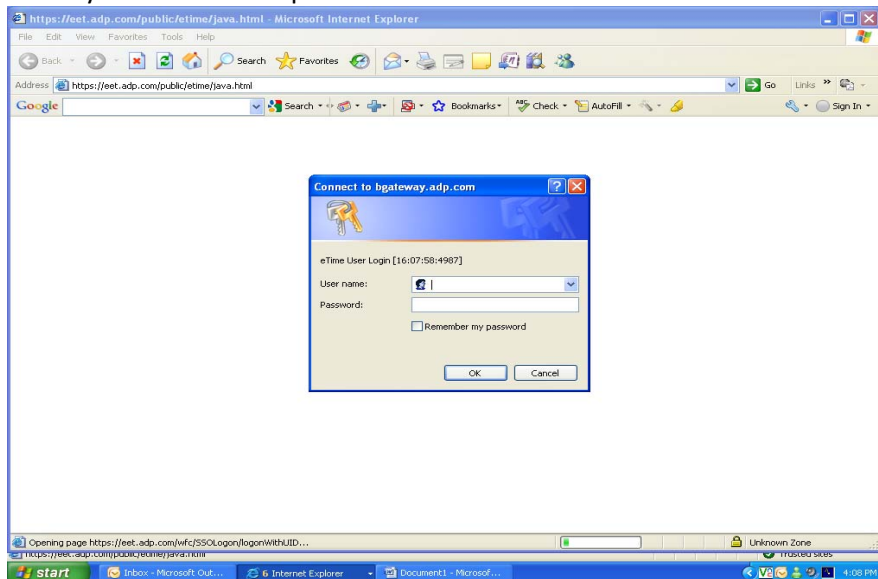 https://eet.adp.com/public/etime/java.html - Microsoft Internet Explorer
File Edit View Favorites Tools Help
Back Search Favorites
Address https://eet.adp.com/public/etime/java.html Go Links »
Google Search Bookmarks Check AutoFill Sign In
Connect to bgateway.adp.com
eTime User Login [16:07:58:4987]
User name:
Password:
Remember my password
OK Cancel
Opening page https://eet.adp.com/wfc/SSOLogon/logonWithUID... Unknown Zone
https://eet.adp.com/public/etime/java.html Trusted sites
start Inbox - Microsoft Out... 6 Internet Explorer Document1 - Microsof... 4:08 PM